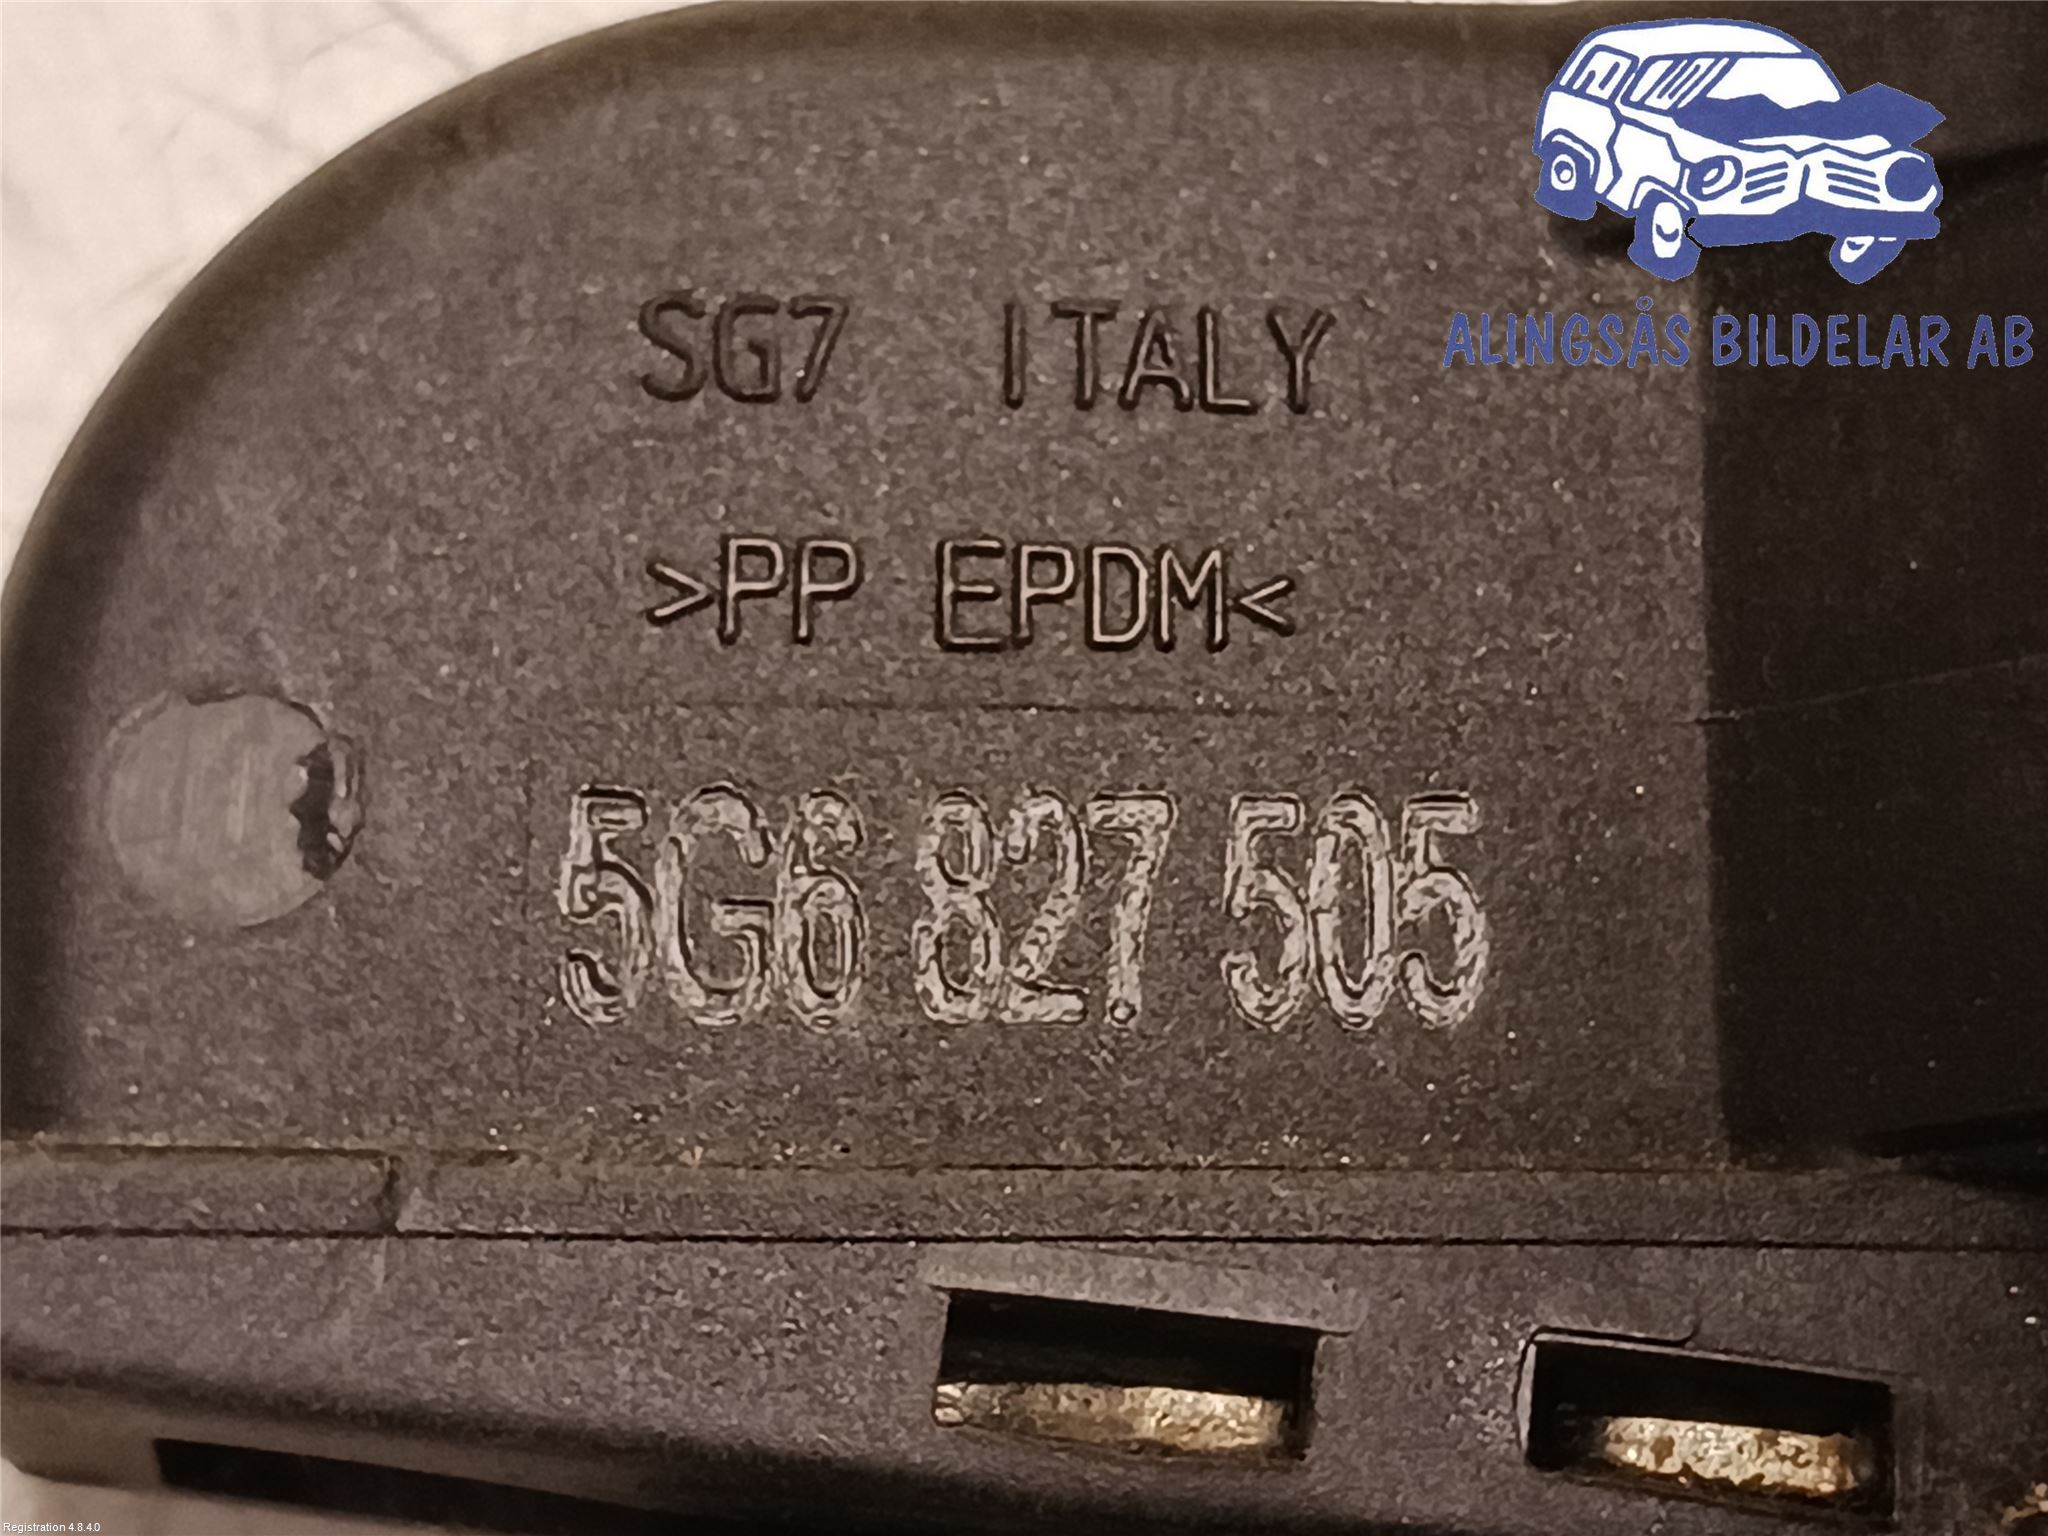 ALINGSÅS BILDELAR AB
SG7 ITALY
>PP EPDM<
5G6 827 505
Registration 4.8.4.0